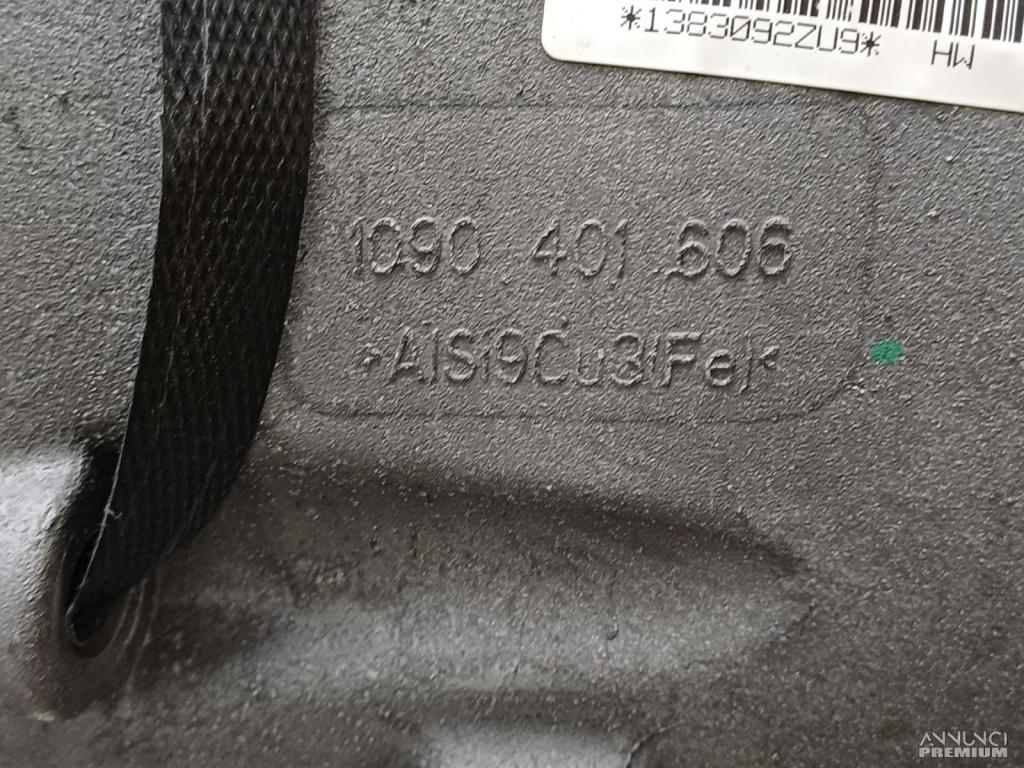 *1383092ZU9* HW
1090 401 606
>AlSi9Cu3(Fe)<
ANNUNCI
PREMIUM